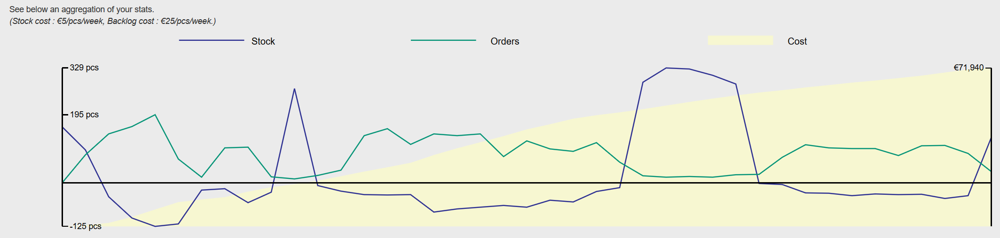 See below an aggregation of your stats.
(Stock cost : €5/pcs/week, Backlog cost : €25/pcs/week.)
Stock Orders Cost
329 pcs €71,940
195 pcs
-125 pcs